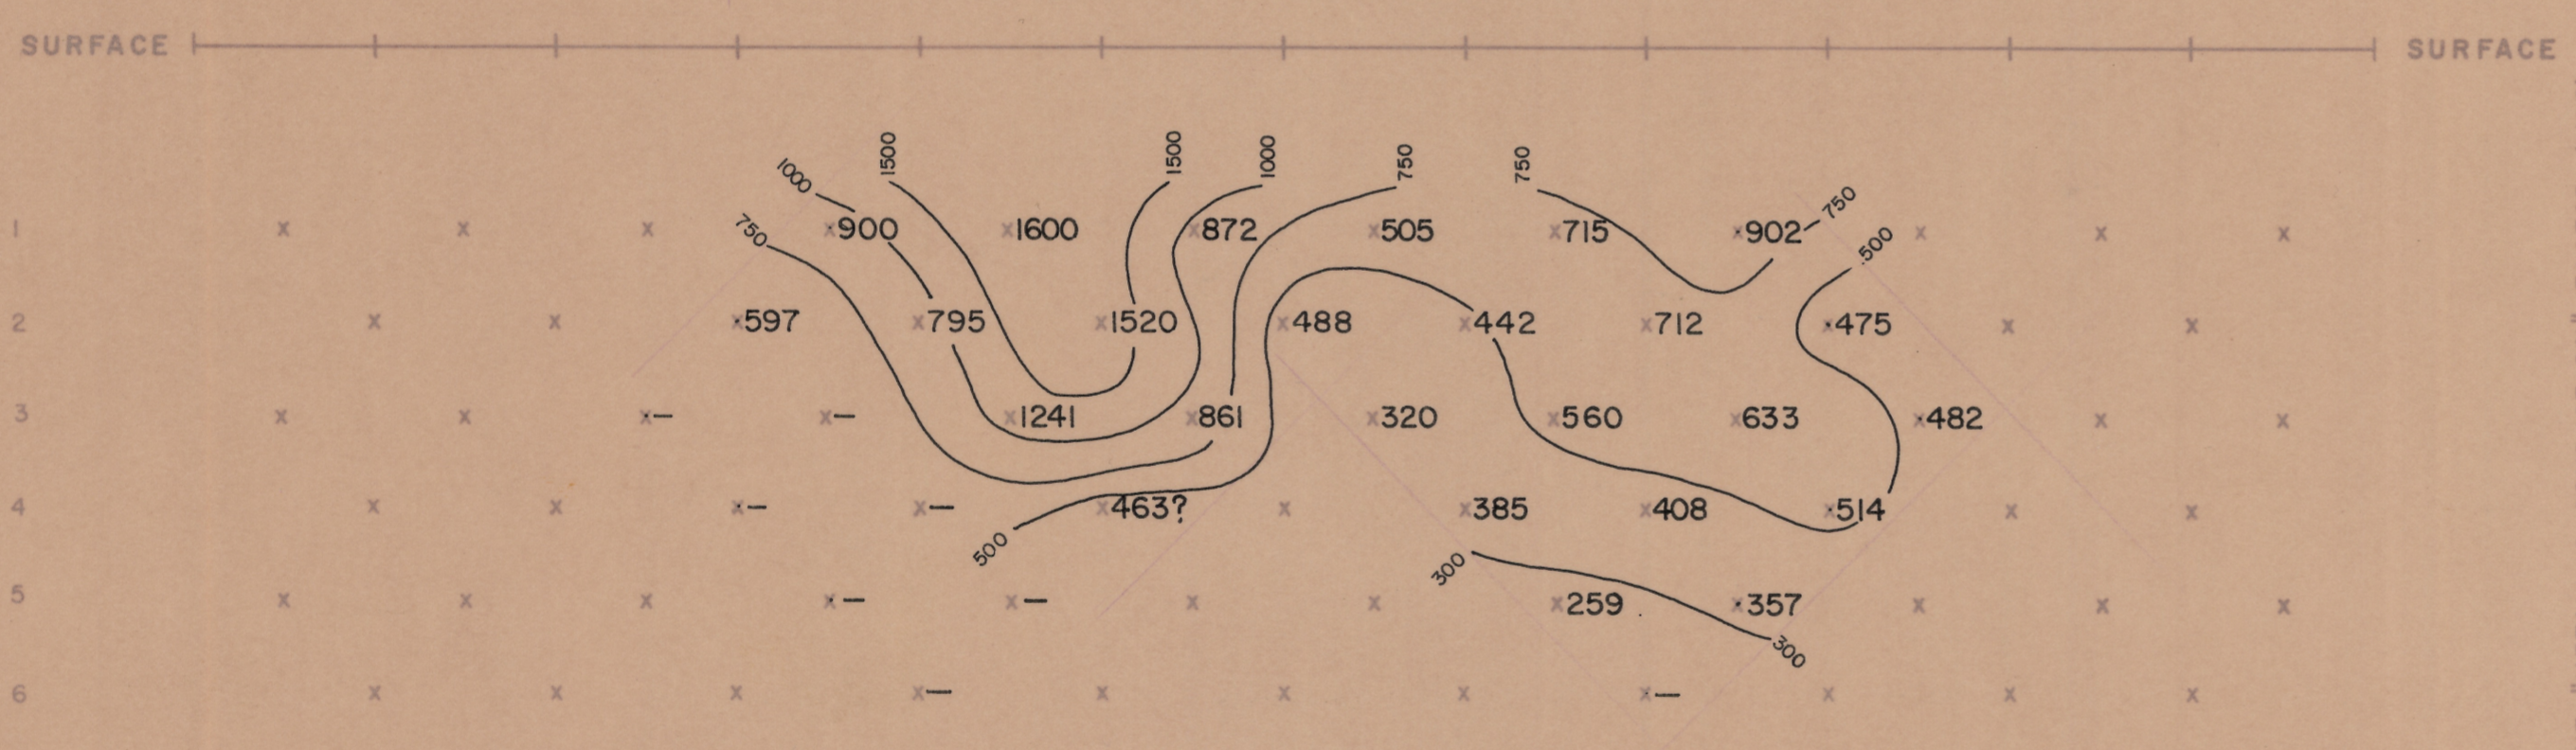 SURFACE SURFACE
1500 1500 1000 750 750
1000 750
750 500
1 900 1600 872 505 715 902
2 597 795 1520 488 442 712 475
3 — — 1241 861 320 560 633 482
4 — — 463? 385 408 514
500 300
5 — — 259 357
300
6 — —